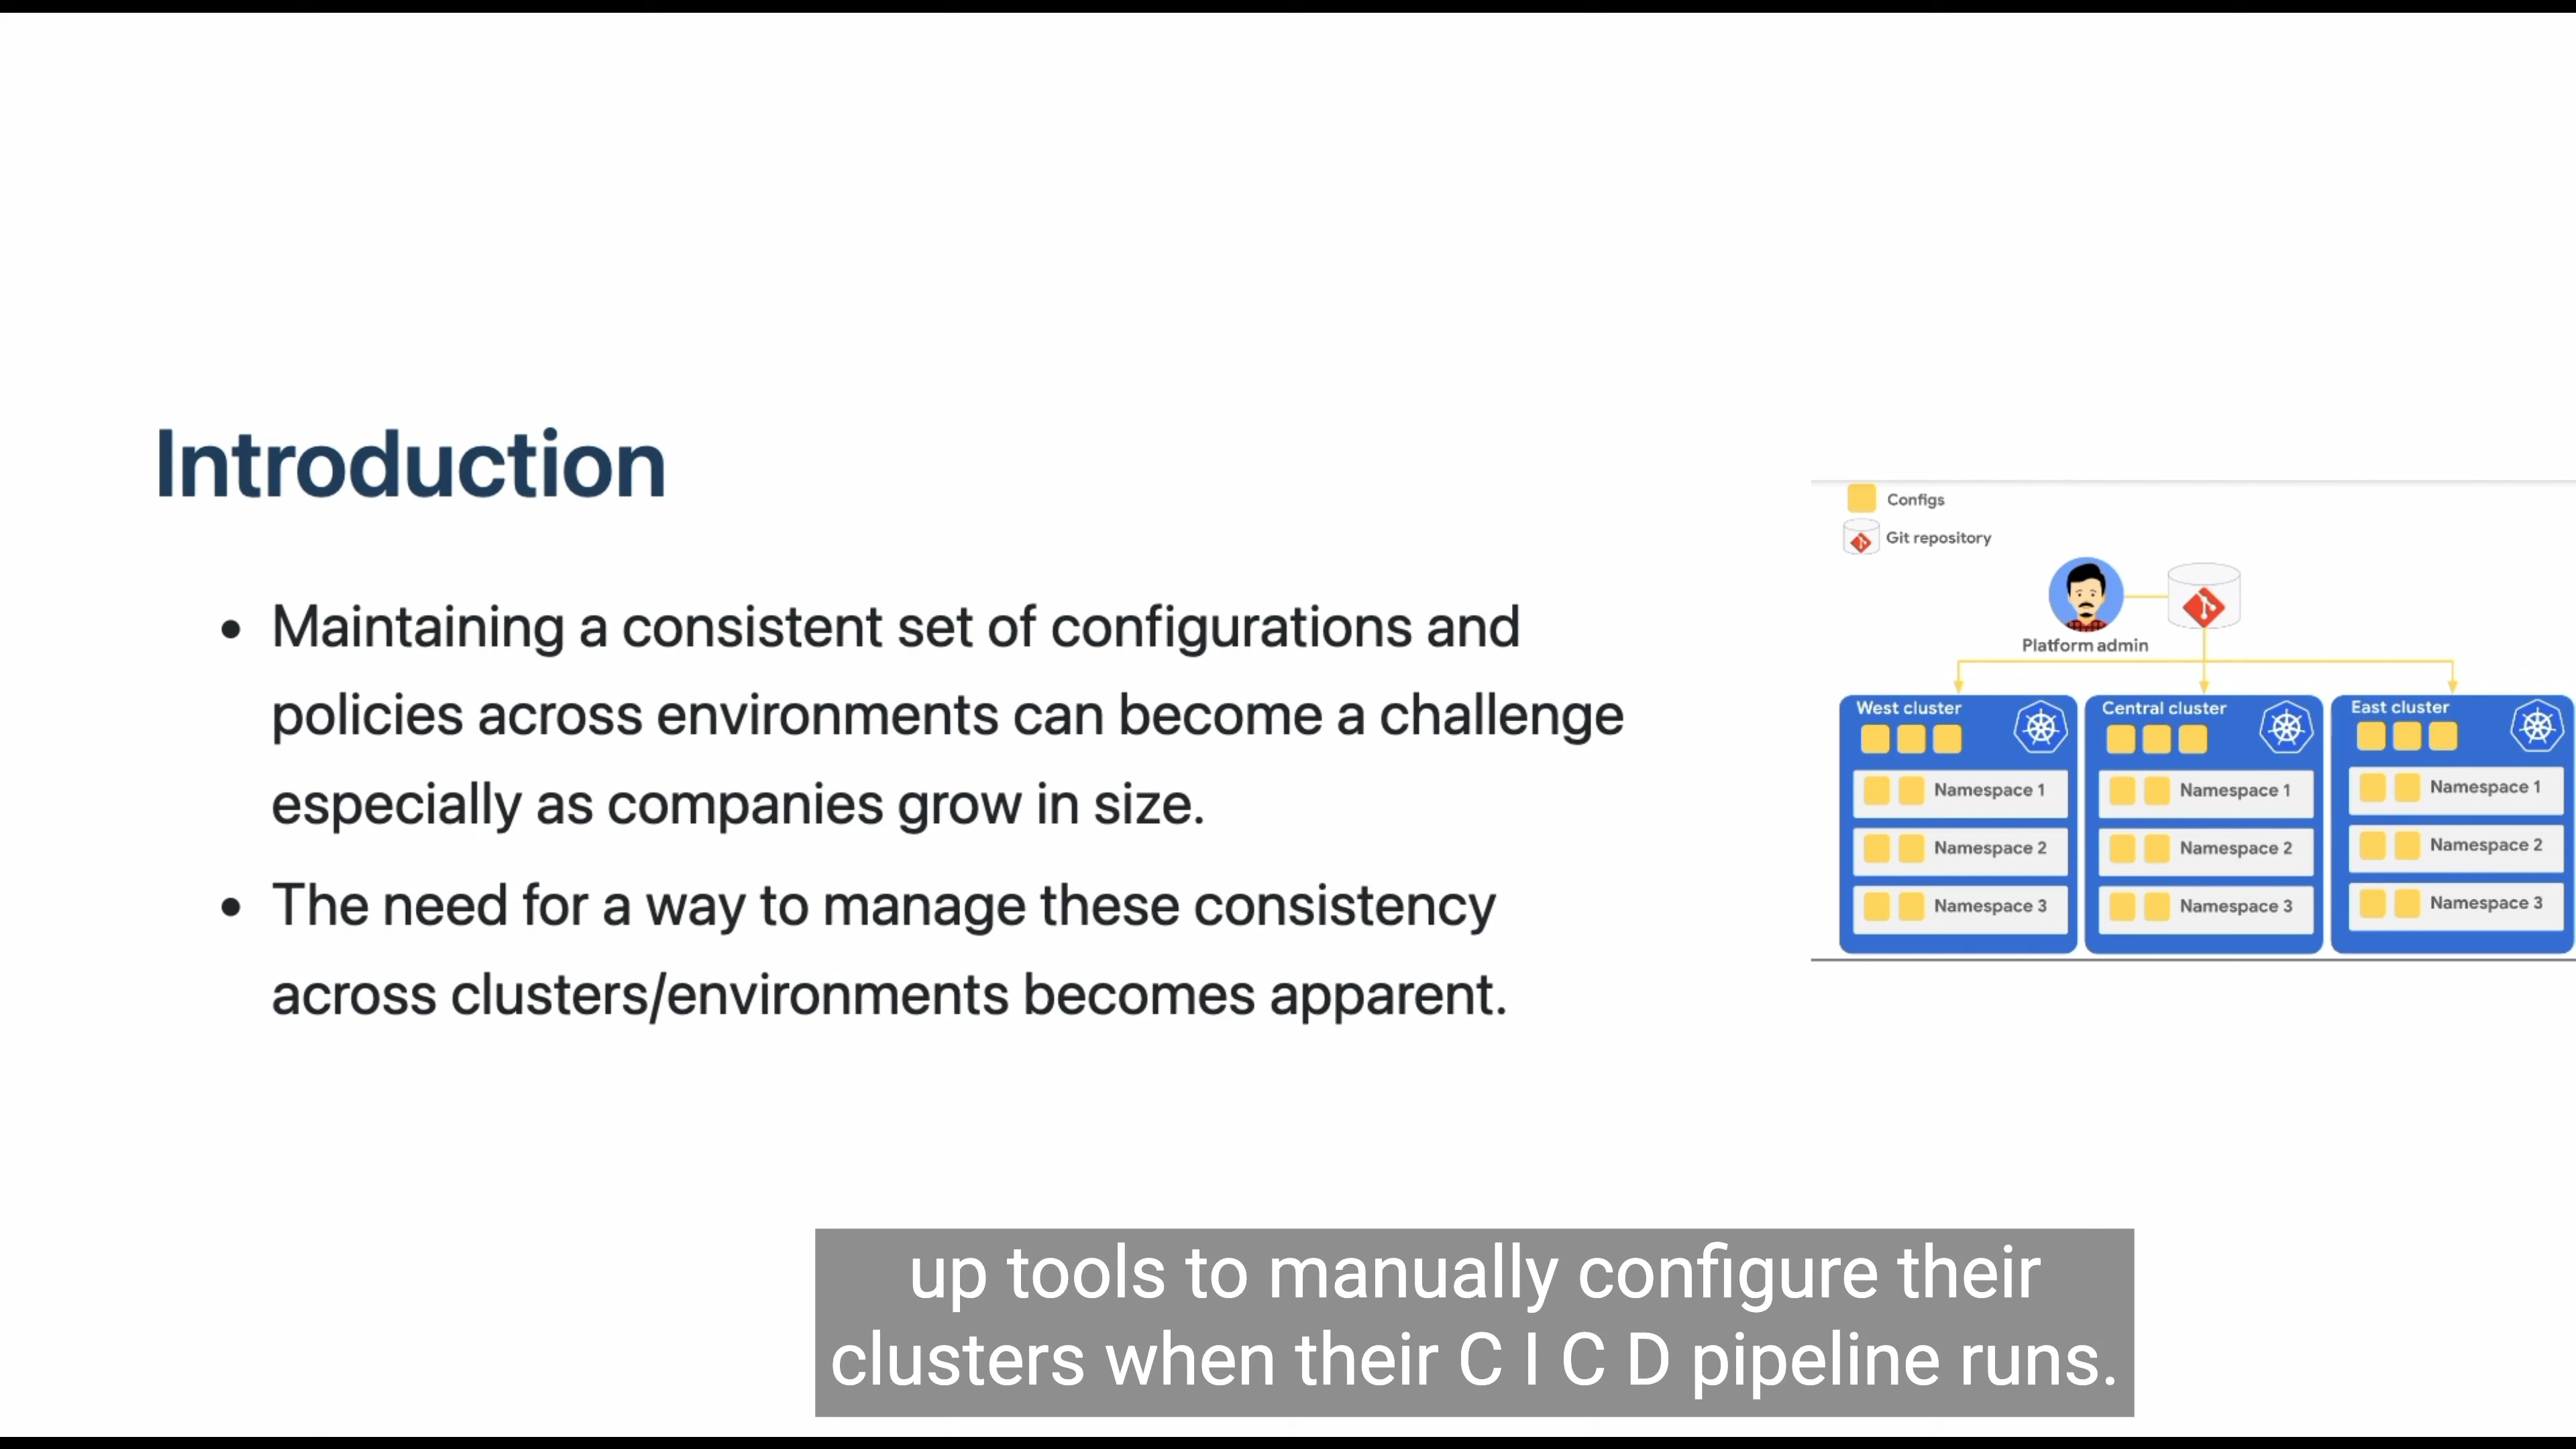 Introduction
• Maintaining a consistent set of configurations and
policies across environments can become a challenge
especially as companies grow in size.
• The need for a way to manage these consistency
across clusters/environments becomes apparent.
Configs
Git repository
Platform admin
West cluster
Namespace 1
Namespace 2
Namespace 3
Central cluster
Namespace 1
Namespace 2
Namespace 3
East cluster
Namespace 1
Namespace 2
Namespace 3
up tools to manually configure their
clusters when their C I C D pipeline runs.